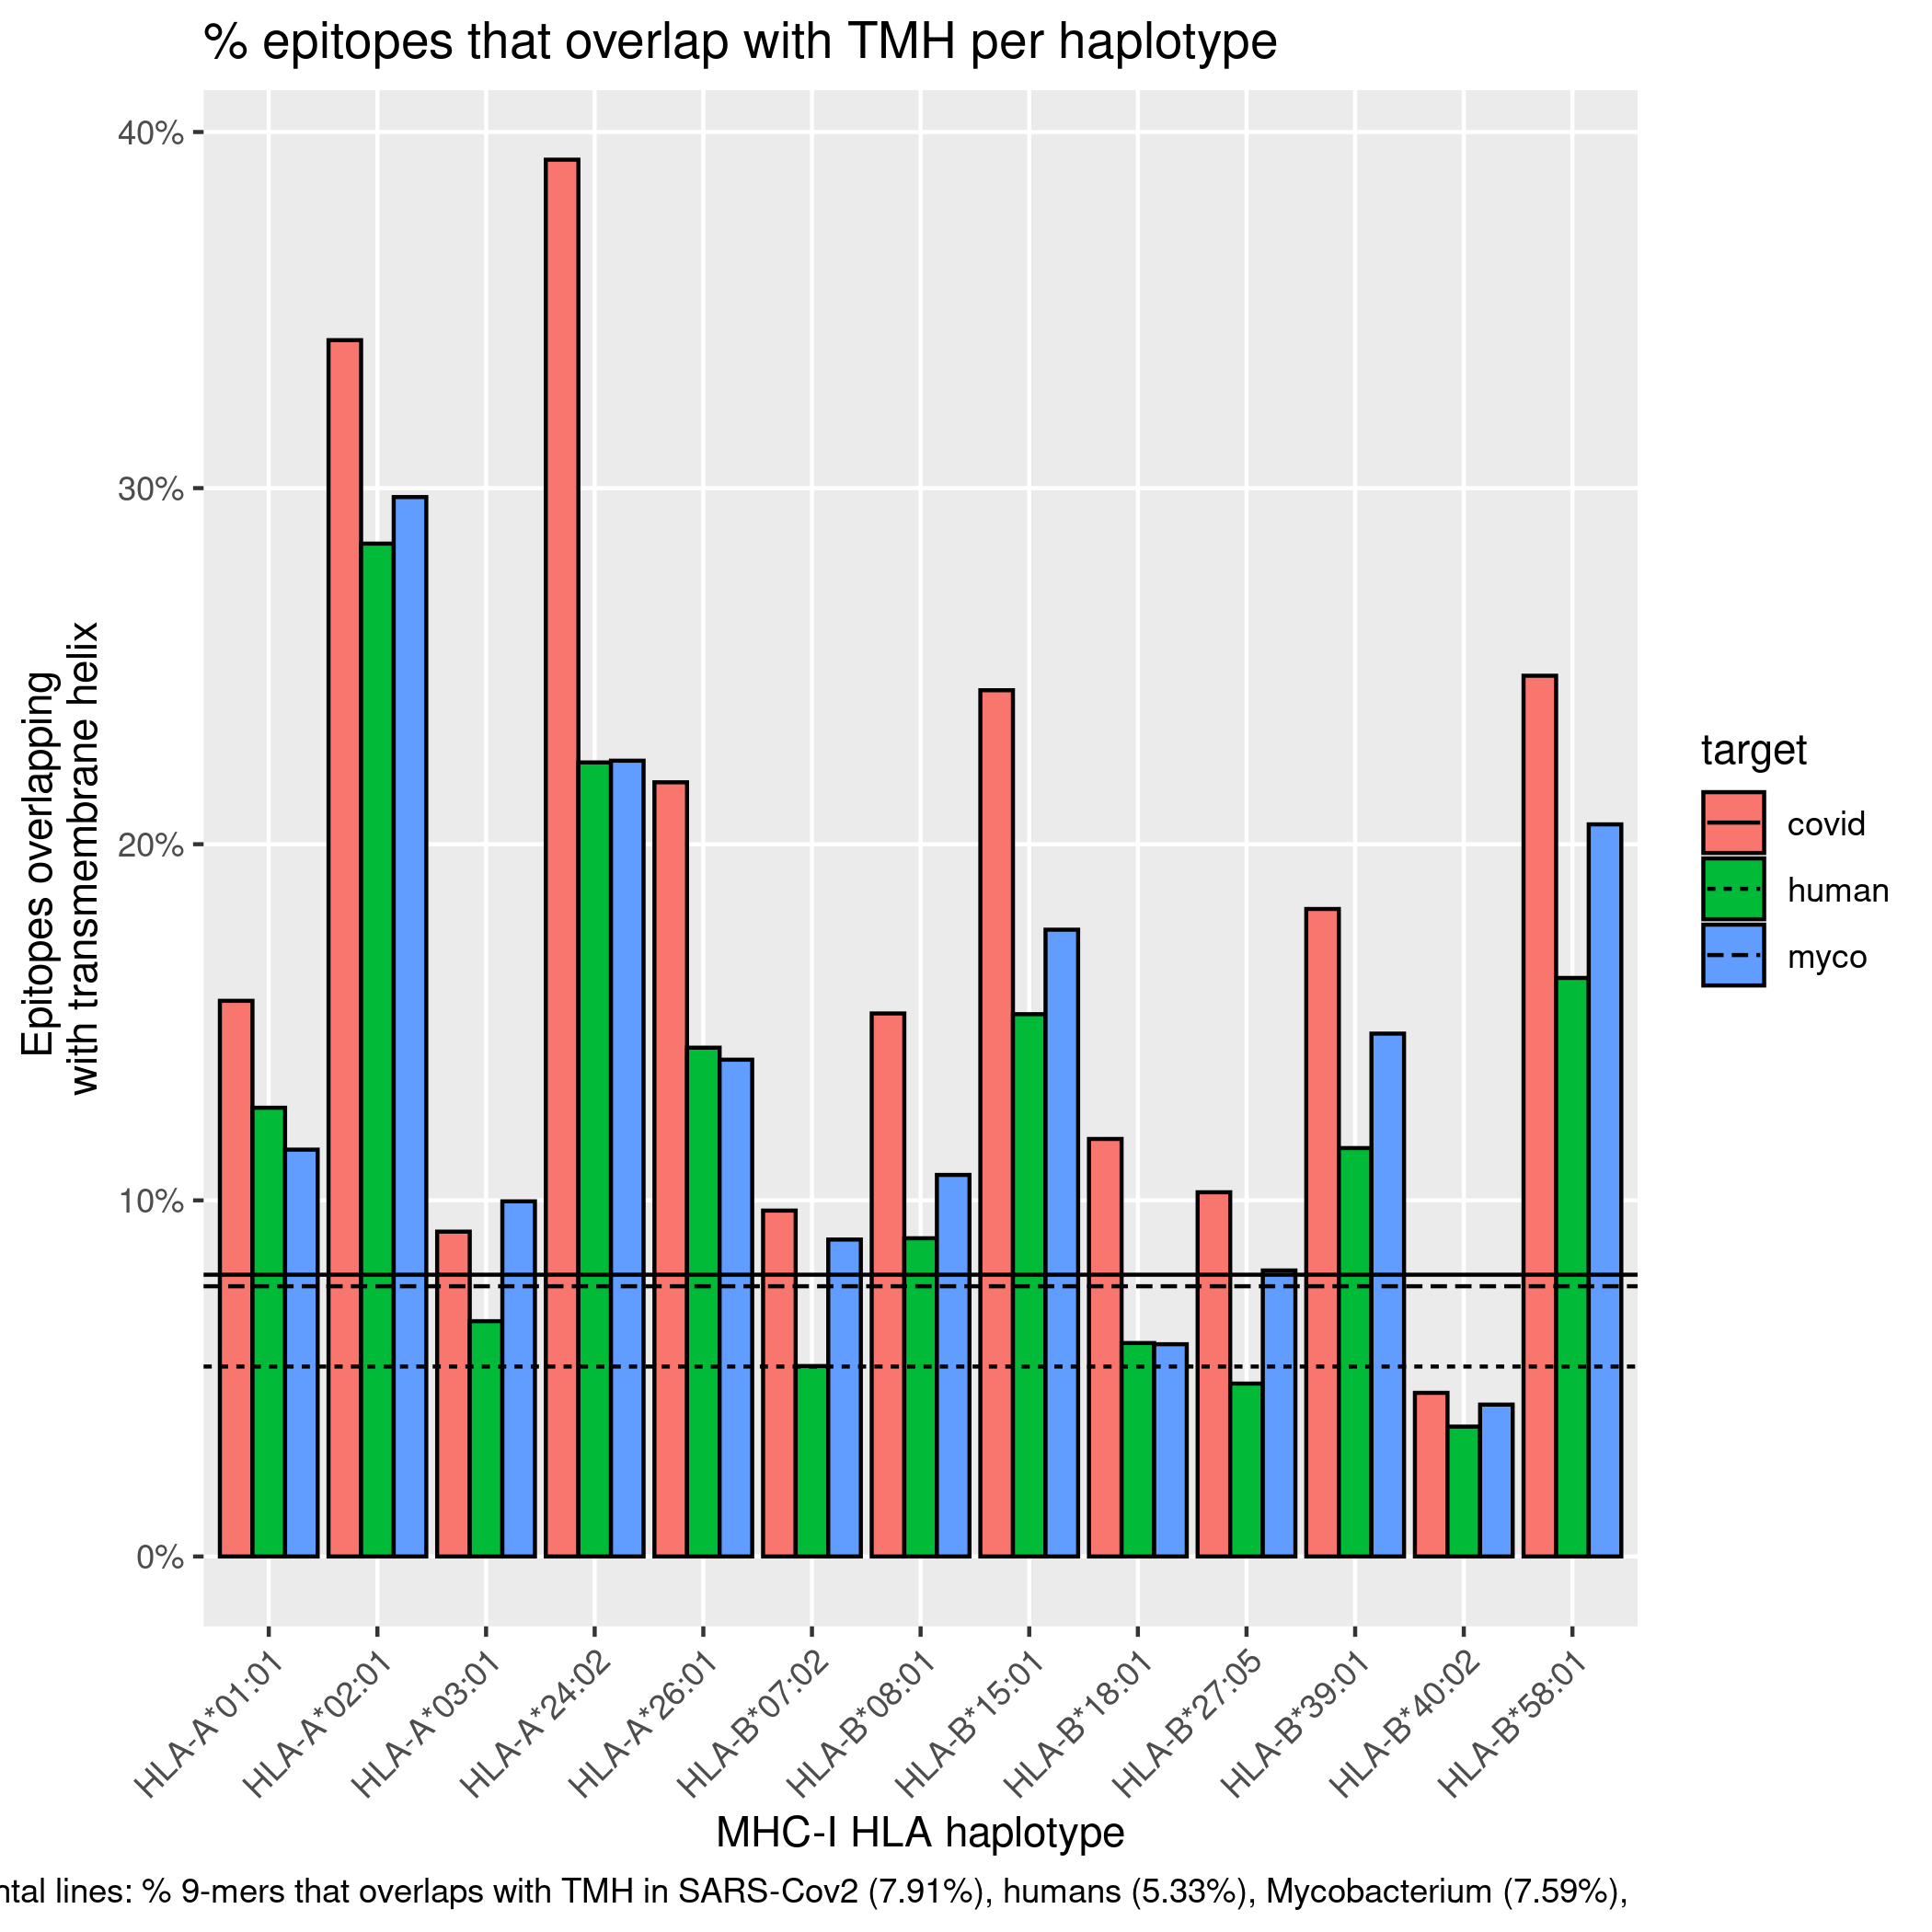 % epitopes that overlap with TMH per haplotype
Epitopes overlapping
with transmembrane helix
40%
30%
20%
10%
0%
target
covid
human
myco
HLA-A*01:01
HLA-A*02:01
HLA-A*03:01
HLA-A*24:02
HLA-A*26:01
HLA-B*07:02
HLA-B*08:01
HLA-B*15:01
HLA-B*18:01
HLA-B*27:05
HLA-B*39:01
HLA-B*40:02
HLA-B*58:01
MHC-I HLA haplotype
ntal lines: % 9-mers that overlaps with TMH in SARS-Cov2 (7.91%), humans (5.33%), Mycobacterium (7.59%),